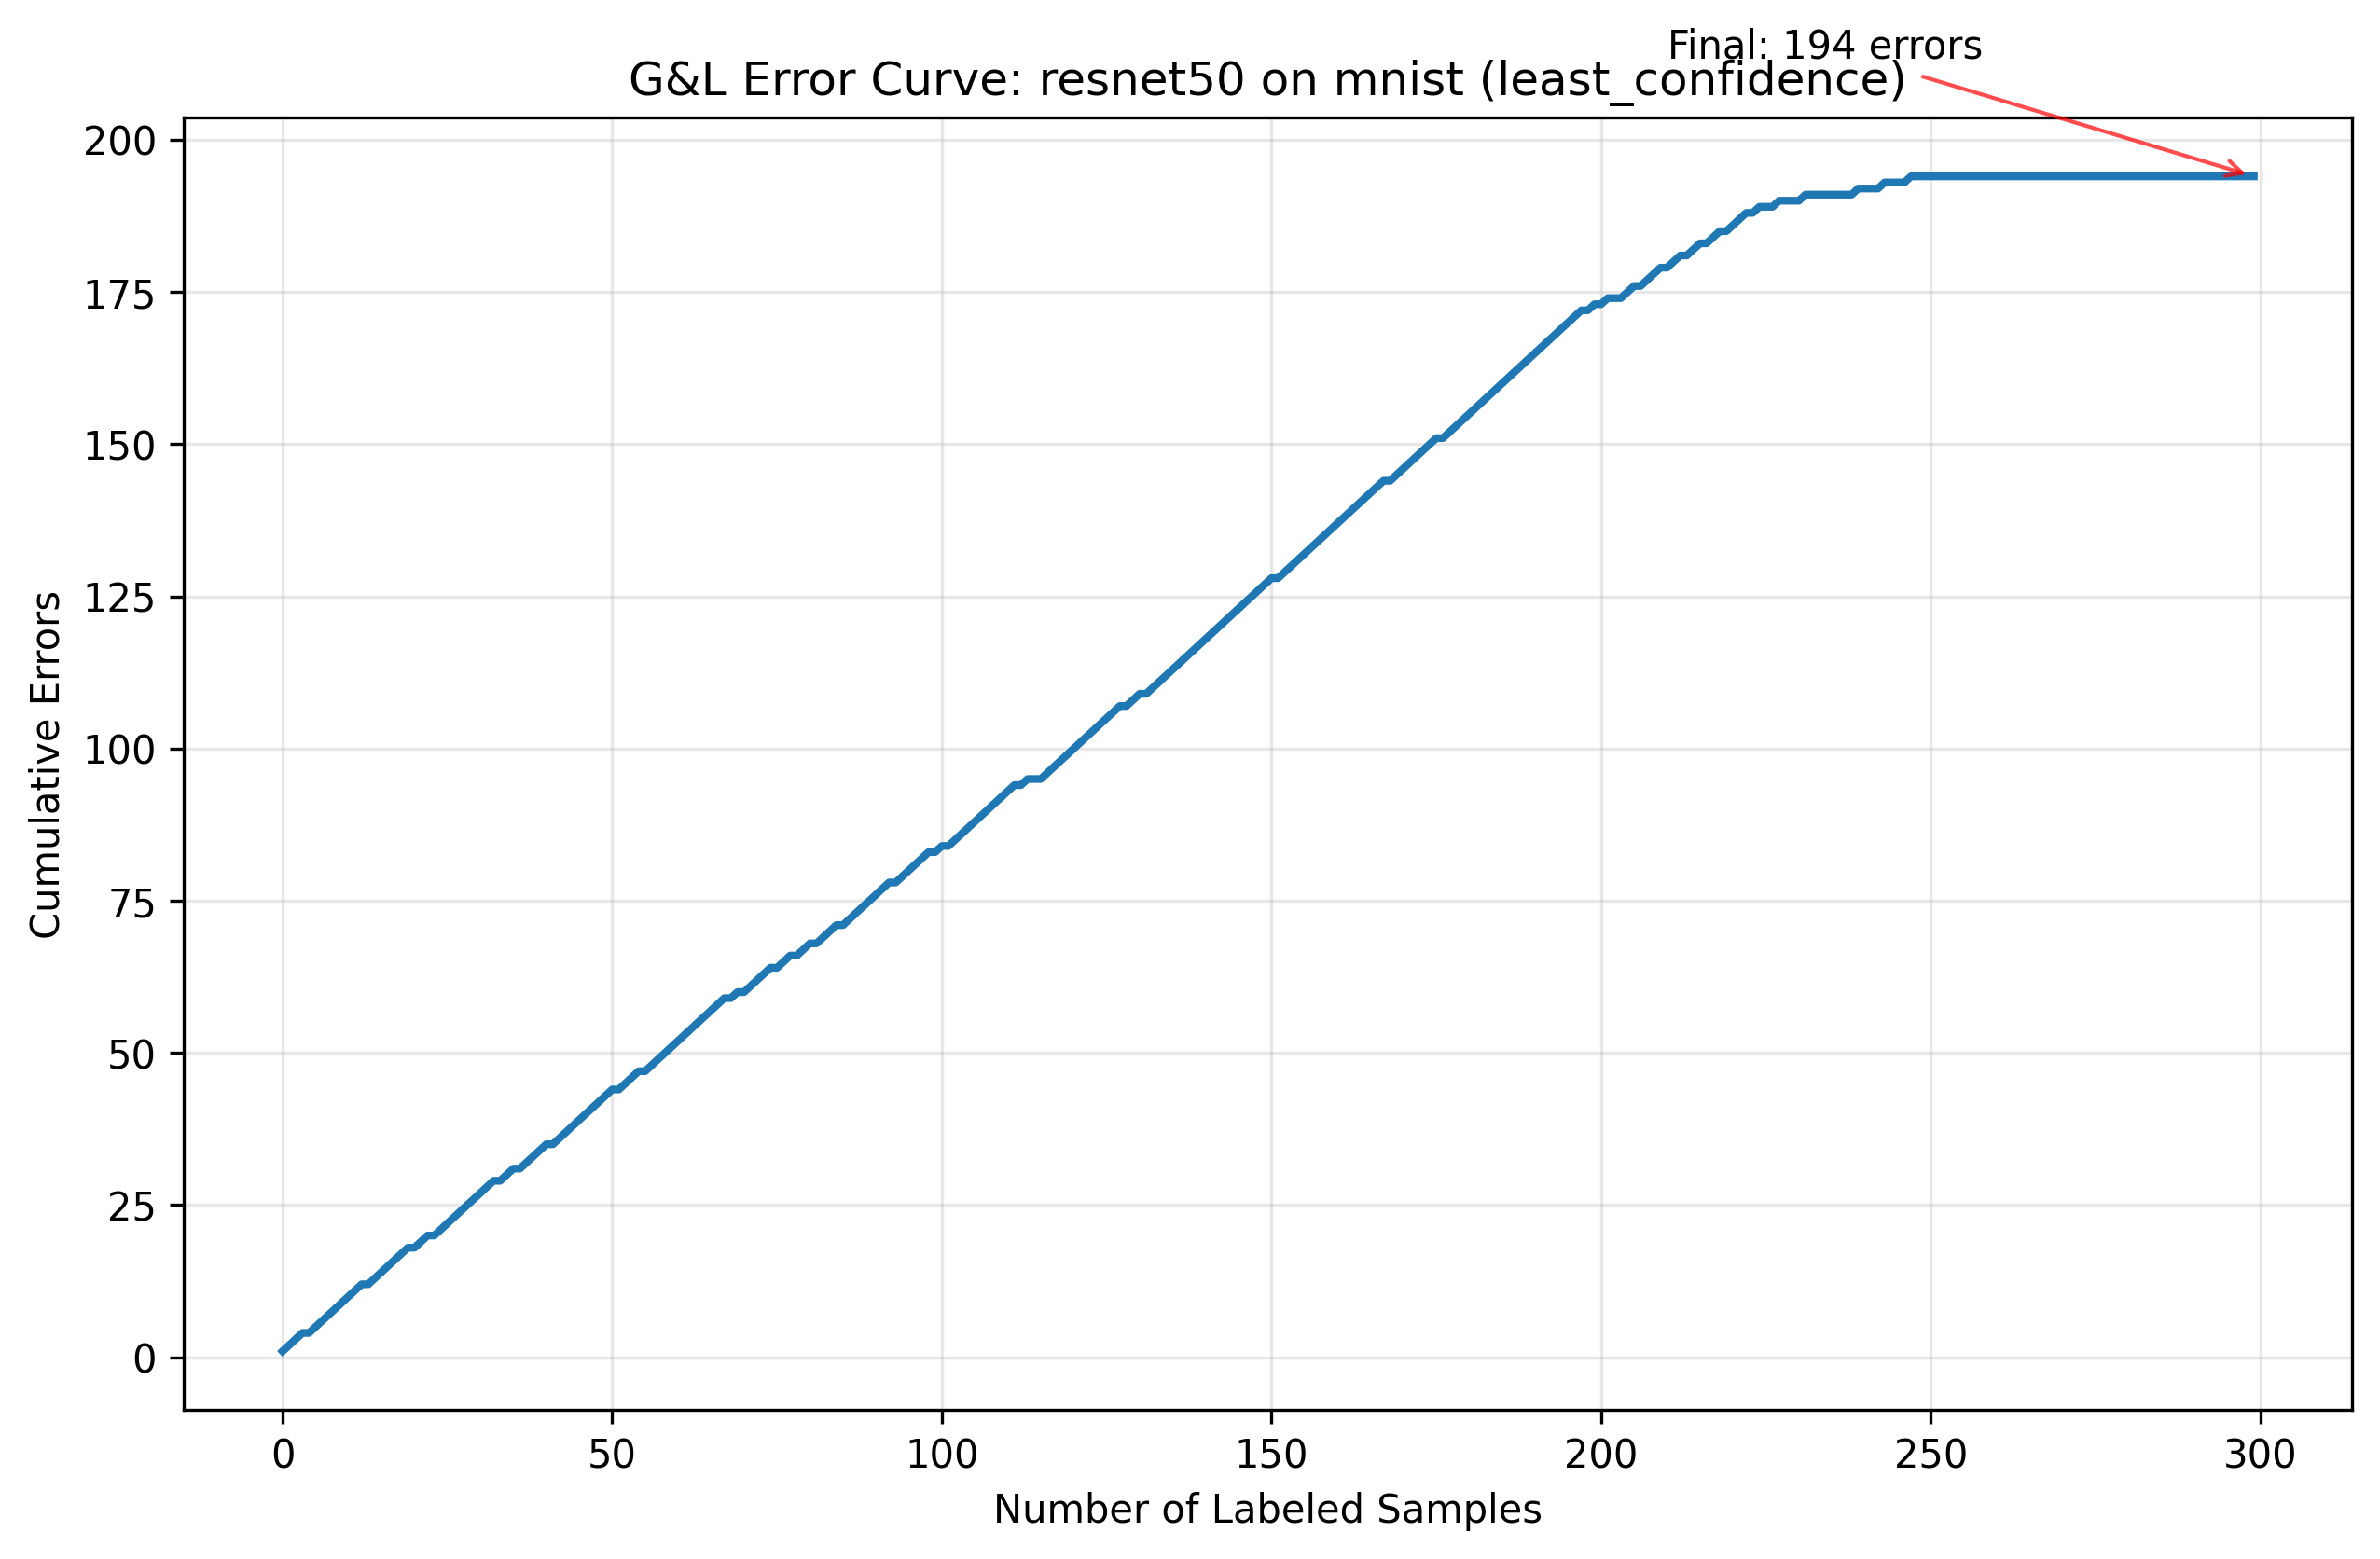 Final: 194 errors
G&L Error Curve: resnet50 on mnist (least_confidence)
200
175
150
125
100
75
50
25
0
Cumulative Errors
0 50 100 150 200 250 300
Number of Labeled Samples